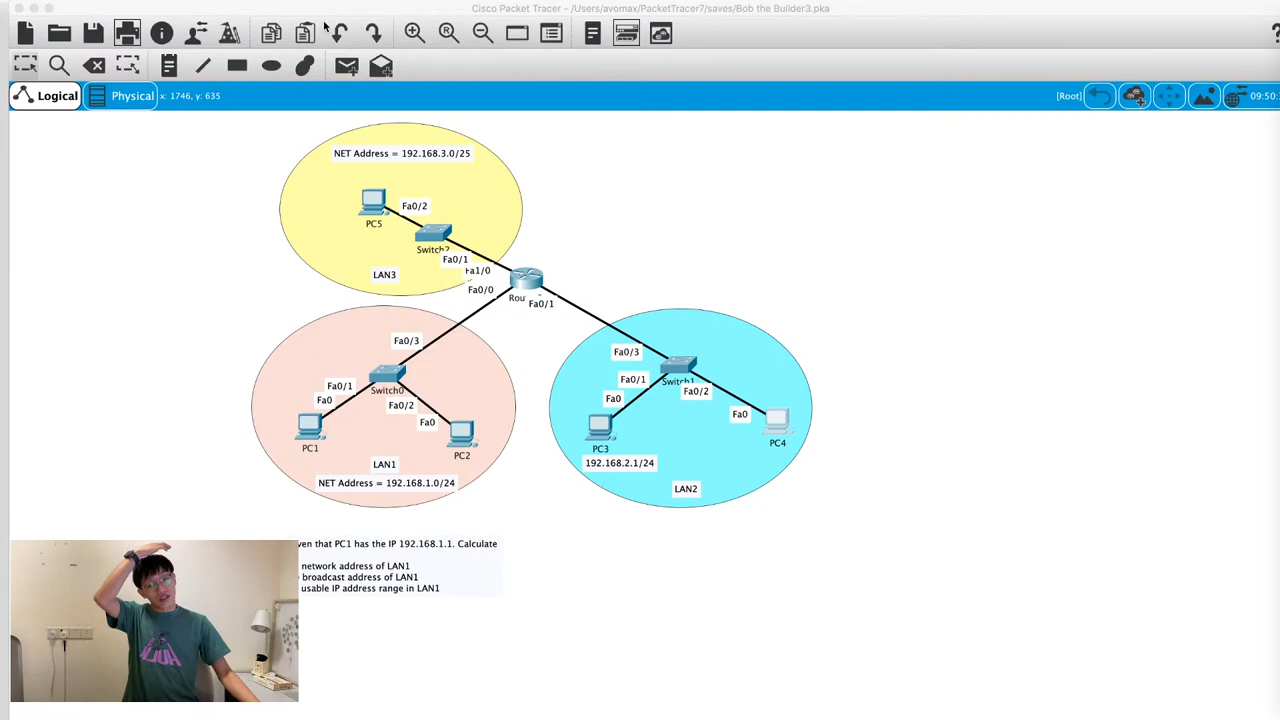 Cisco Packet Tracer - /Users/avomax/PacketTracer7/saves/Bob the Builder3.pka
Logical
Physical
x: 1746, y: 635
[Root]
09:50:
NET Address = 192.168.3.0/25
PC5
Fa0/2
Switch2
Fa0/1
Fa1/0
LAN3
Fa0/0
Rou
Fa0/1
Fa0/3
Switch0
Fa0/1
Fa0
Fa0/2
Fa0
PC1
PC2
LAN1
NET Address = 192.168.1.0/24
Fa0/3
Switch1
Fa0/1
Fa0/2
Fa0
Fa0
PC3
PC4
192.168.2.1/24
LAN2
ven that PC1 has the IP 192.168.1.1. Calculate
network address of LAN1
broadcast address of LAN1
usable IP address range in LAN1